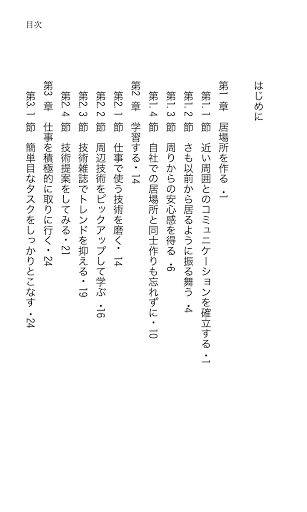 目次
はじめに
第1 章　居場所を作る・1
第1. 1 節　近い周囲とのコミュニケーションを確立する・1
第1. 2 節　さも以前から居るように振る舞う・4
第1. 3 節　周りからの安心感を得る・6
第1. 4 節　自社での居場所と同士作りも忘れずに・10
第2 章　学習する・14
第2. 1 節　仕事で使う技術を磨く・14
第2. 2 節　周辺技術をピックアップして学ぶ・16
第2. 3 節　技術雑誌でトレンドを抑える・19
第2. 4 節　技術提案をしてみる・21
第3 章　仕事を積極的に取りに行く・24
第3. 1 節　簡単目なタスクをしっかりとこなす・24